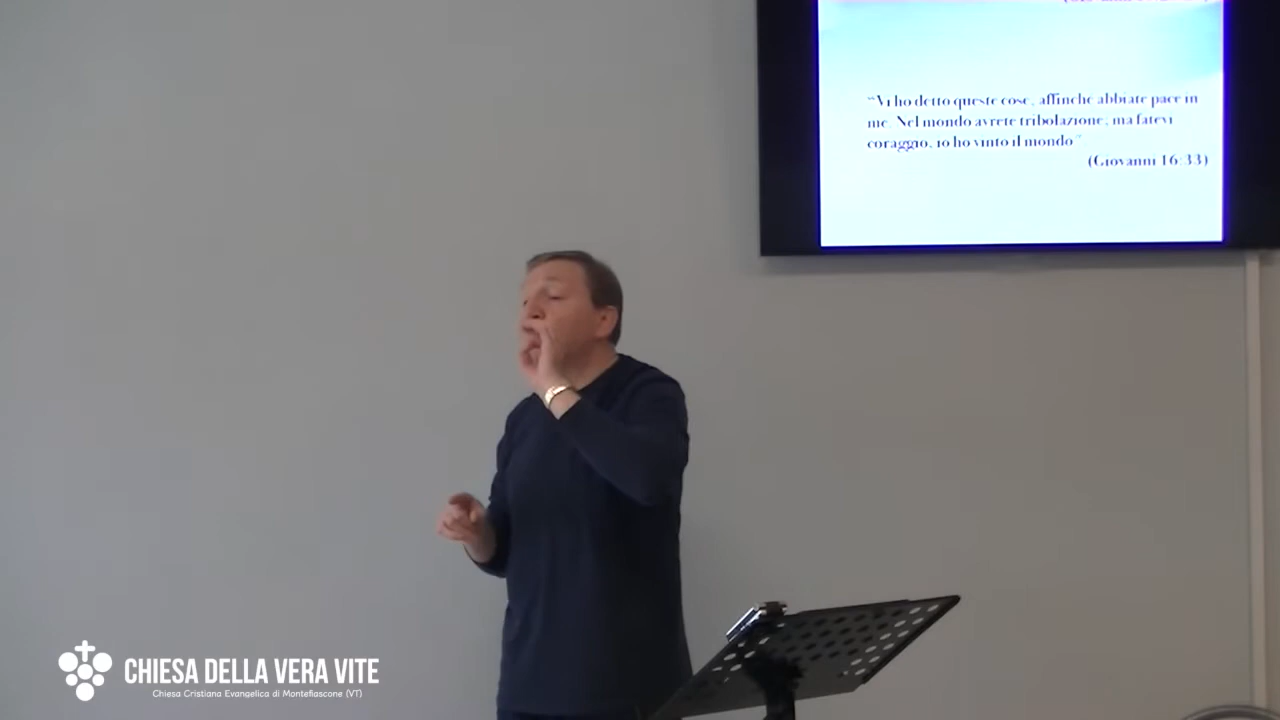 "Vi ho detto queste cose, affinché abbiate pace in
me. Nel mondo avrete tribolazione; ma fatevi
coraggio, io ho vinto il mondo"
(Giovanni 16:33)
CHIESA DELLA VERA VITE
Chiesa Cristiana Evangelica di Montefiascone (VT)